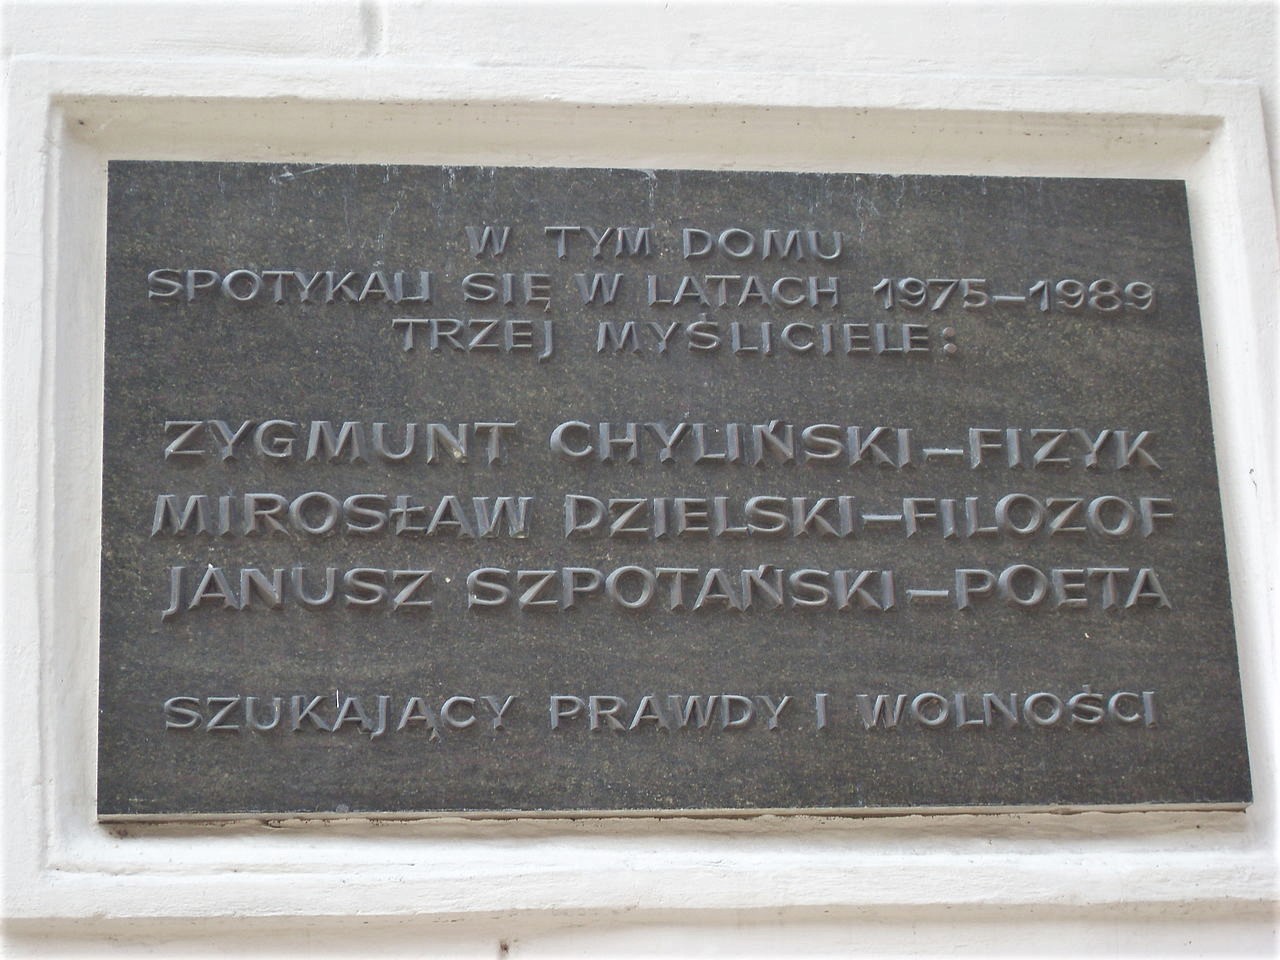 W TYM DOMU
SPOTYKALI SIĘ W LATACH 1975-1989
TRZEJ MYŚLICIELE:
ZYGMUNT CHYLIŃSKI-FIZYK
MIROSŁAW DZIELSKI-FILOZOF
JANUSZ SZPOTAŃSKI-POETA
SZUKAJĄCY PRAWDY I WOLNOŚCI